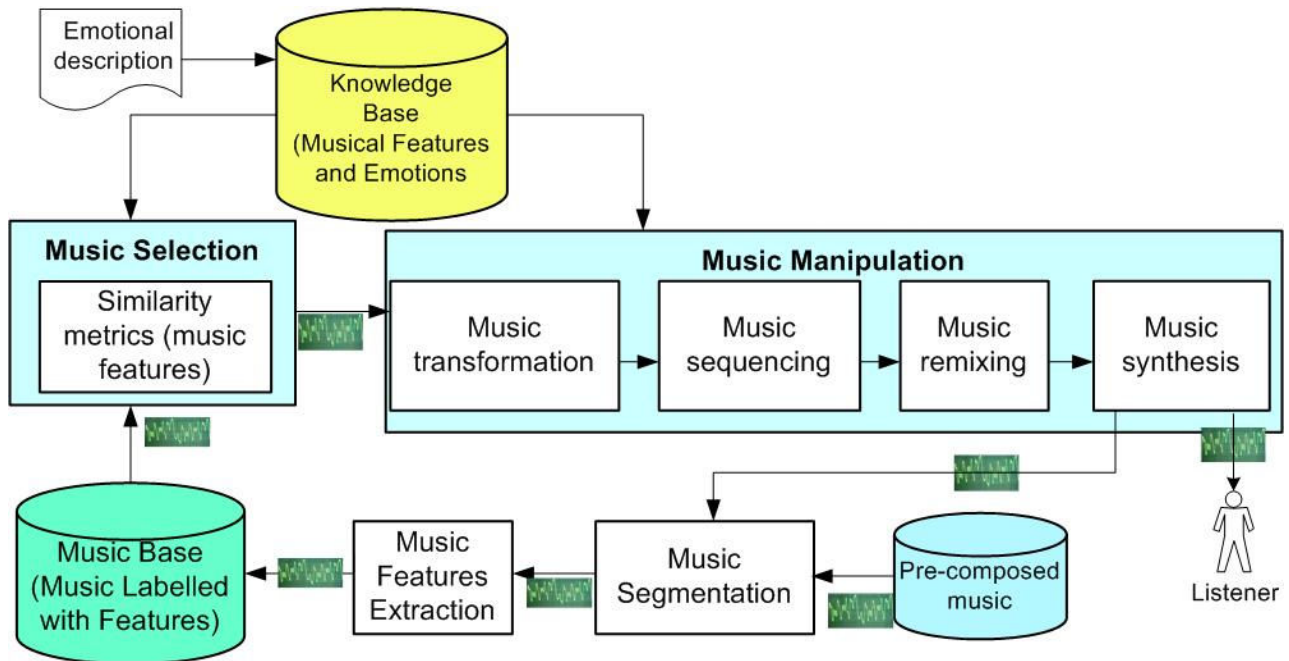 Emotional
description
Knowledge
Base
(Musical Features
and Emotions
Music Selection
Similarity
metrics (music
features)
Music Manipulation
Music
transformation
Music
sequencing
Music
remixing
Music
synthesis
Music Base
(Music Labelled
with Features)
Music
Features
Extraction
Music
Segmentation
Pre-composed
music
Listener